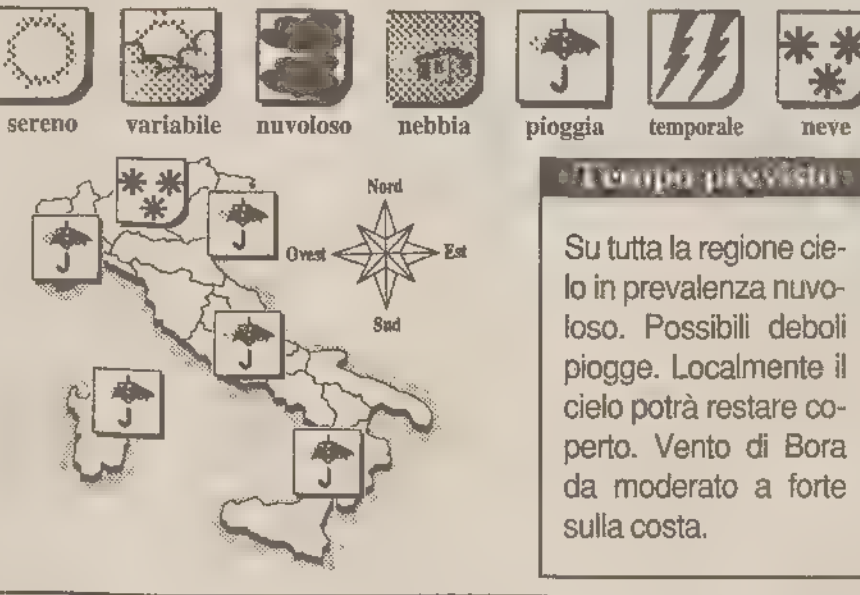 sereno variabile nuvoloso nebbia pioggia temporale neve
Nord
Ovest Est
Sud
Tempo previsto
Su tutta la regione cie-
lo in prevalenza nuvo-
loso. Possibili deboli
piogge. Localmente il
cielo potrà restare co-
perto. Vento di Bora
da moderato a forte
sulla costa.